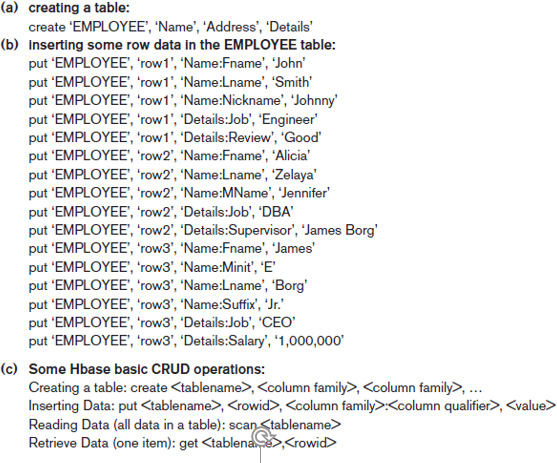 (a) creating a table:
create ‘EMPLOYEE’, ‘Name’, ‘Address’, ‘Details’
(b) inserting some row data in the EMPLOYEE table:
put ‘EMPLOYEE’, ‘row1’, ‘Name:Fname’, ‘John’
put ‘EMPLOYEE’, ‘row1’, ‘Name:Lname’, ‘Smith’
put ‘EMPLOYEE’, ‘row1’, ‘Name:Nickname’, ‘Johnny’
put ‘EMPLOYEE’, ‘row1’, ‘Details:Job’, ‘Engineer’
put ‘EMPLOYEE’, ‘row1’, ‘Details:Review’, ‘Good’
put ‘EMPLOYEE’, ‘row2’, ‘Name:Fname’, ‘Alicia’
put ‘EMPLOYEE’, ‘row2’, ‘Name:Lname’, ‘Zelaya’
put ‘EMPLOYEE’, ‘row2’, ‘Name:MName’, ‘Jennifer’
put ‘EMPLOYEE’, ‘row2’, ‘Details:Job’, ‘DBA’
put ‘EMPLOYEE’, ‘row2’, ‘Details:Supervisor’, ‘James Borg’
put ‘EMPLOYEE’, ‘row3’, ‘Name:Fname’, ‘James’
put ‘EMPLOYEE’, ‘row3’, ‘Name:Minit’, ‘E’
put ‘EMPLOYEE’, ‘row3’, ‘Name:Lname’, ‘Borg’
put ‘EMPLOYEE’, ‘row3’, ‘Name:Suffix’, ‘Jr.’
put ‘EMPLOYEE’, ‘row3’, ‘Details:Job’, ‘CEO’
put ‘EMPLOYEE’, ‘row3’, ‘Details:Salary’, ‘1,000,000’
(c) Some Hbase basic CRUD operations:
Creating a table: create <tablename>, <column family>, <column family>, …
Inserting Data: put <tablename>, <rowid>, <column family>:<column qualifier>, <value>
Reading Data (all data in a table): scan <tablename>
Retrieve Data (one item): get <tablename>,<rowid>